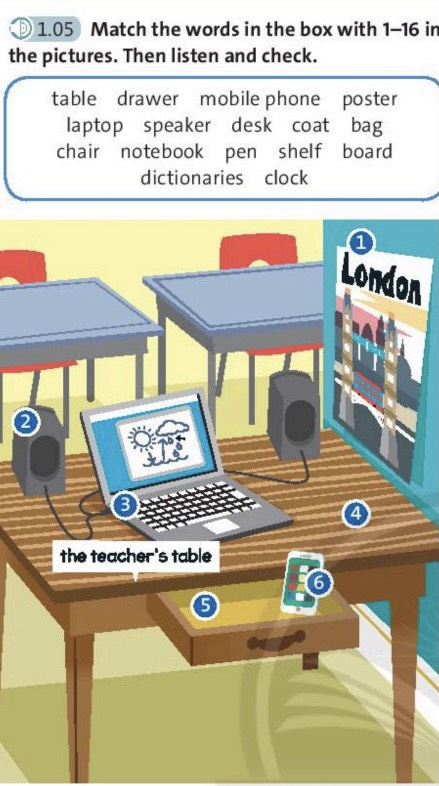 1.05 Match the words in the box with 1–16 in
the pictures. Then listen and check.
table drawer mobile phone poster
laptop speaker desk coat bag
chair notebook pen shelf board
dictionaries clock
1
London
2
3
4
the teacher's table
5
6